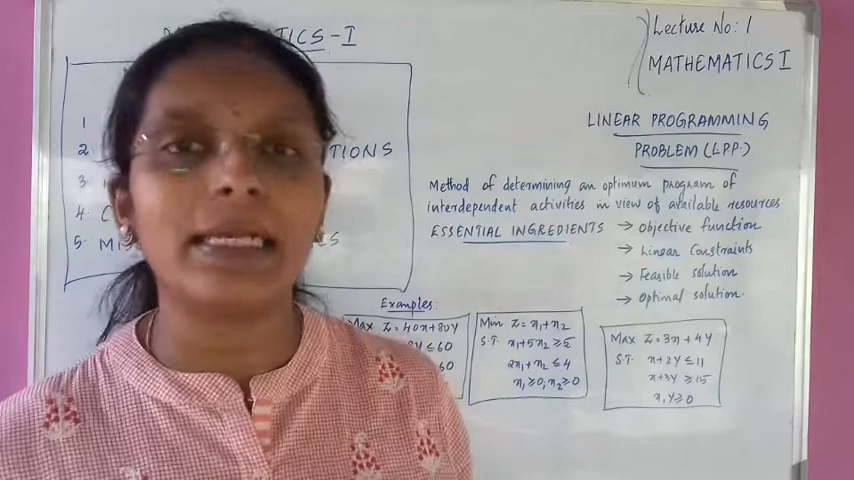 ICS-I
Lecture No: 1
MATHEMATICS I
1
2
TIONS
3
4
5. 
LINEAR PROGRAMMING
PROBLEM (LPP)
Method of determining an optimum program of
interdependent activities in view of available resources
ESSENTIAL INGREDIENTS → Objective function
→ Linear Constraints
→ Feasible solution
→ Optimal solution.
Examples:
Max Z = 40x+80y
≤ 60
≤ 60
Min Z = x1+x2
S.T. x1+5x2 ≥ 5
2x1+x2 ≤ 4
x1≥0, x2≥0
Max Z = 3x+4y
S.T. x+2y ≤ 11
x+3y ≥ 15
x,y ≥ 0